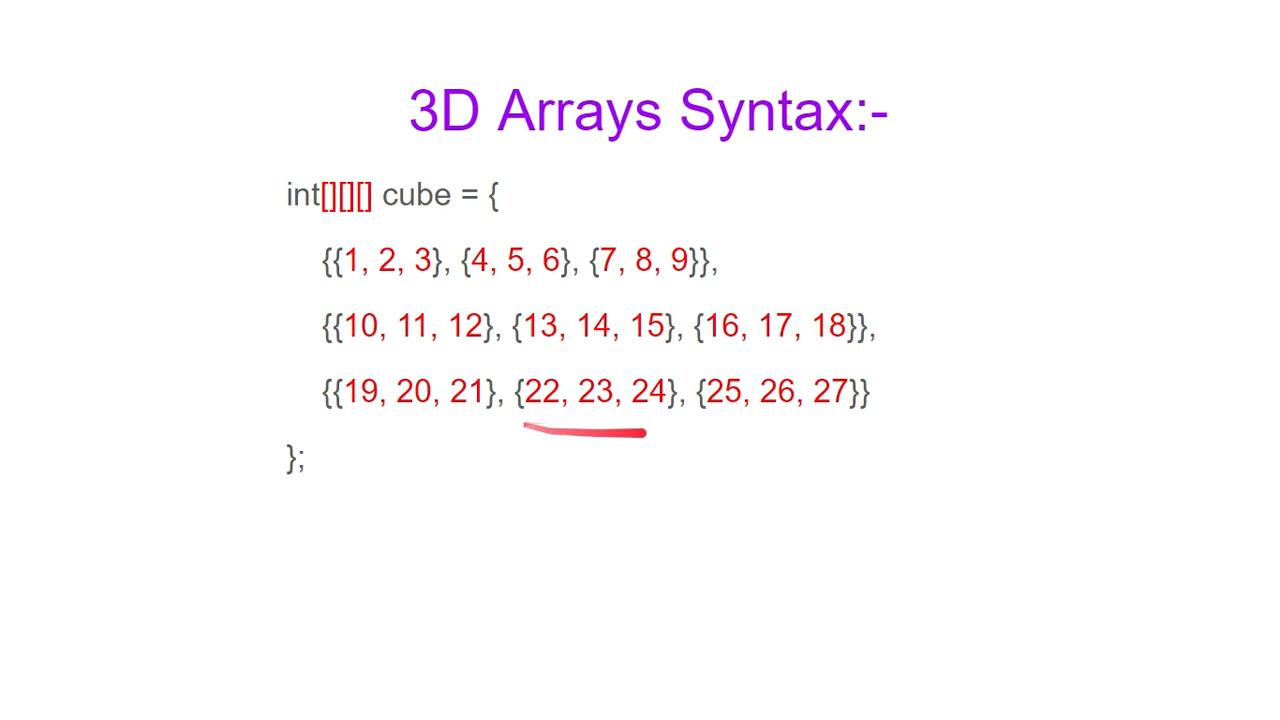 3D Arrays Syntax:-
int[][][] cube = {
{{1, 2, 3}, {4, 5, 6}, {7, 8, 9}},
{{10, 11, 12}, {13, 14, 15}, {16, 17, 18}},
{{19, 20, 21}, {22, 23, 24}, {25, 26, 27}}
};